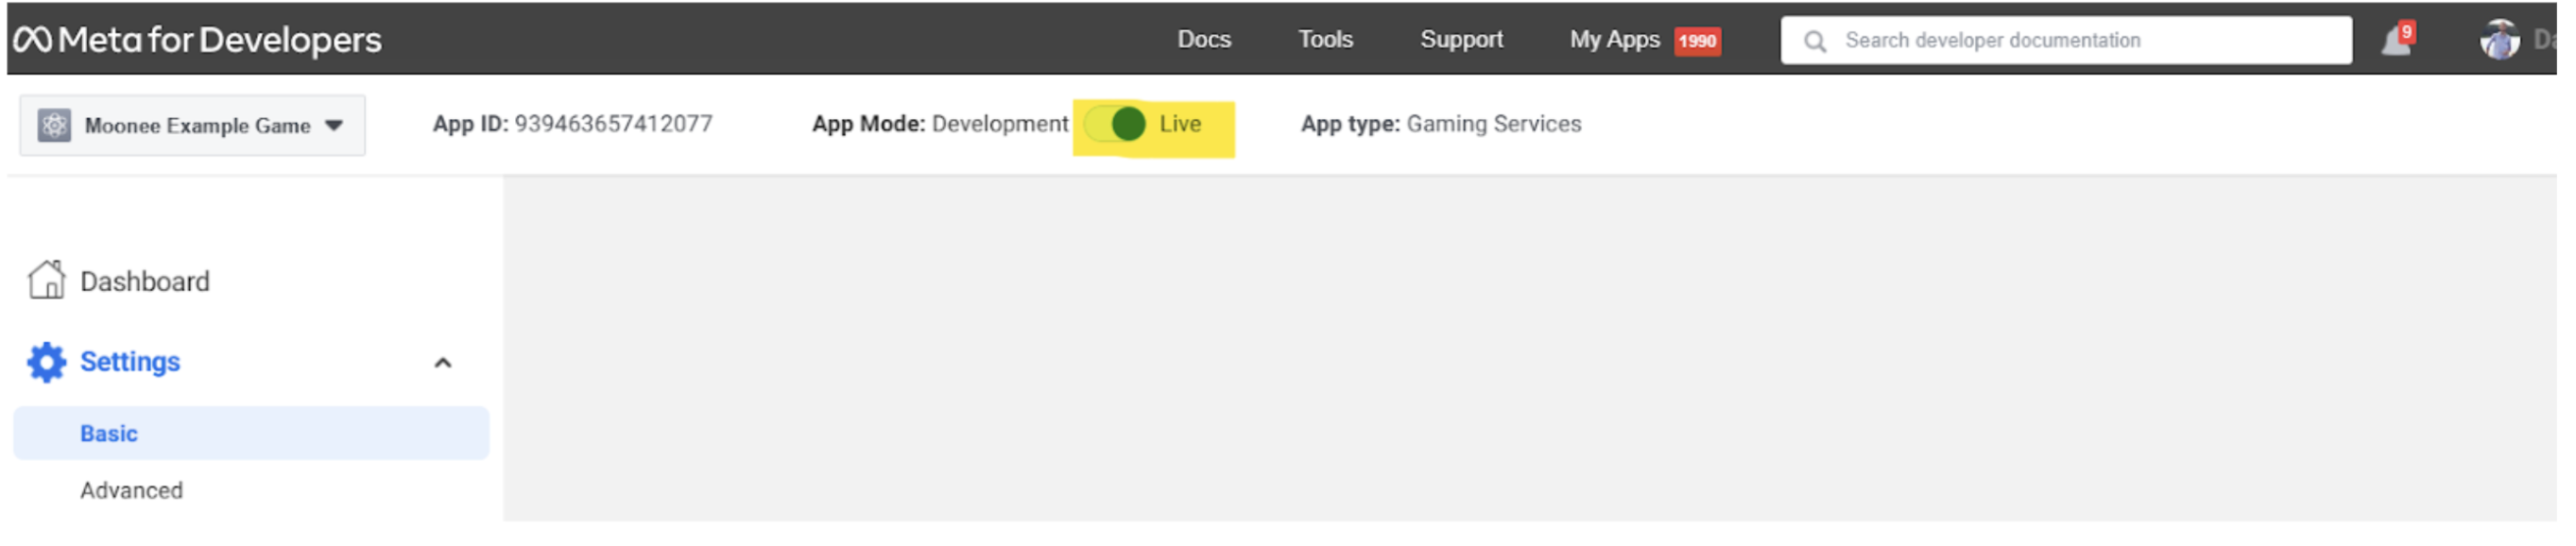 Meta for Developers Docs Tools Support My Apps 1990 Search developer documentation 9
Moonee Example Game App ID: 939463657412077 App Mode: Development Live App type: Gaming Services
Dashboard
Settings
Basic
Advanced